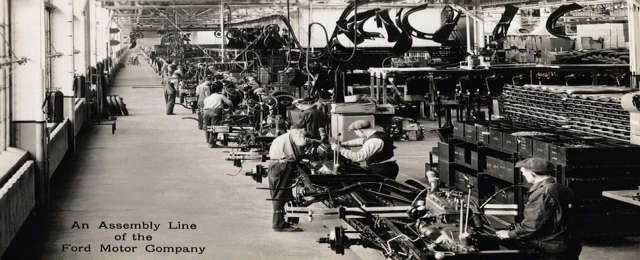 An Assembly Line
of the
Ford Motor Company